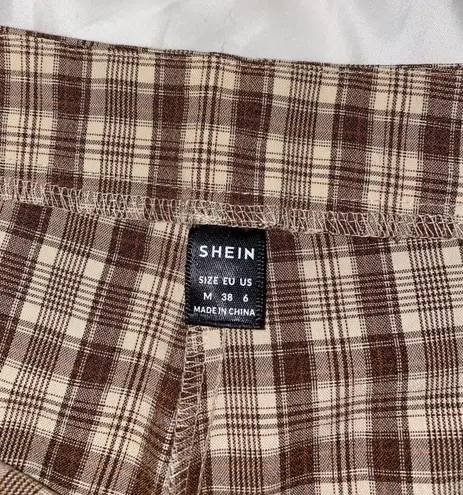 SHEIN
SIZE EU US
M 38 6
MADE IN CHINA